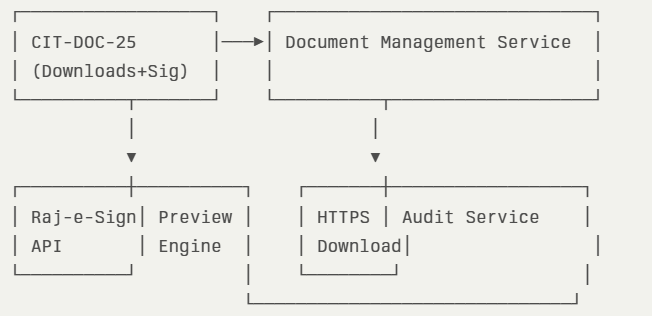 CIT-DOC-25 Document Management Service
(Downloads+Sig)
Raj-e-Sign Preview HTTPS Audit Service
API Engine Download